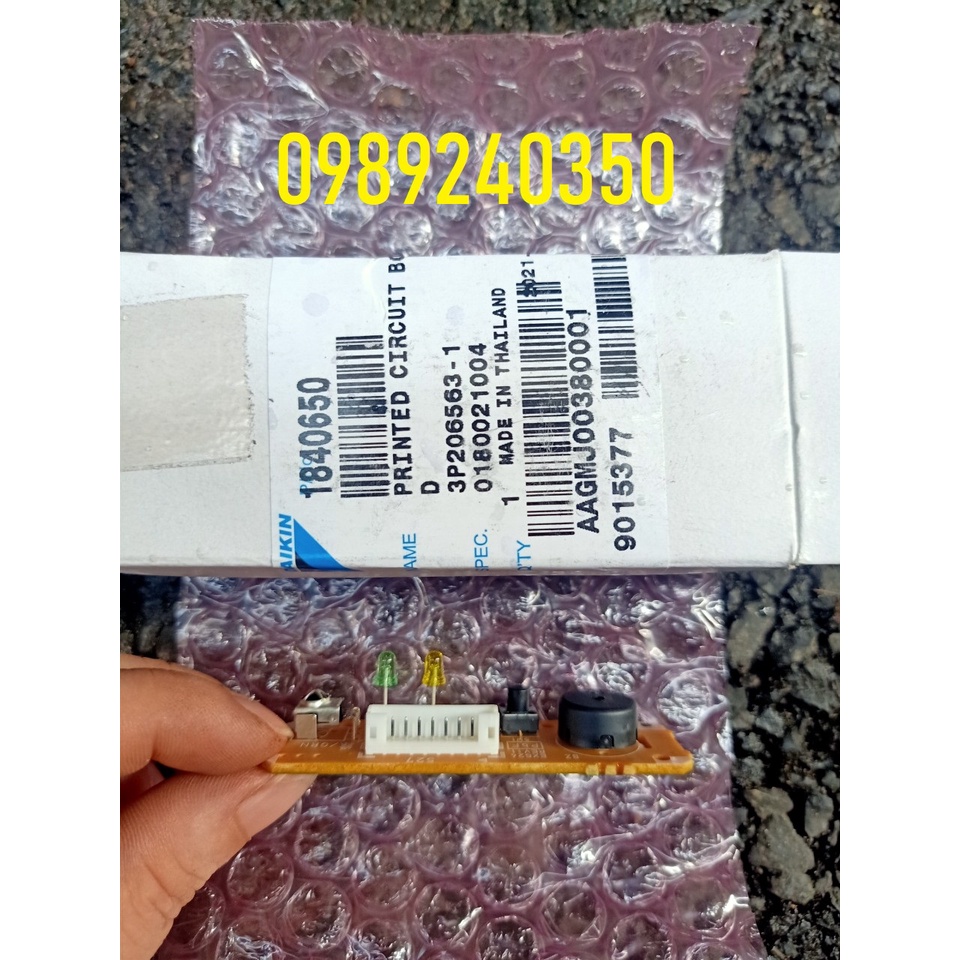 0989240350
1840650
PRINTED CIRCUIT BO
D
3P206563-1
0180021004
1 MADE IN THAILAND
2021
AAGMJ00380001
9015377
AIKIN
AME
PEC.
Q'TY
527